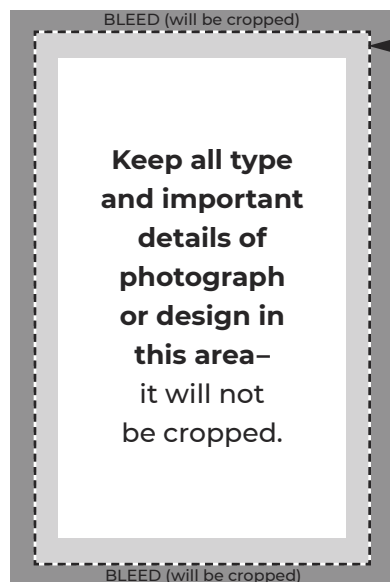 BLEED (will be cropped)
Keep all type
and important
details of
photograph
or design in
this area–
it will not
be cropped.
BLEED (will be cropped)